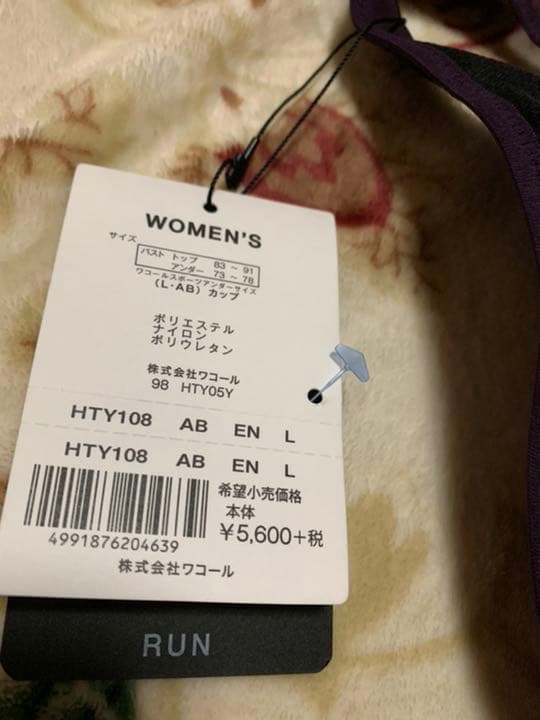 WOMEN'S
サイズ
バスト トップ 83 ~ 91
アンダー 73 ~ 78
ワコールスポーツアンダーサイズ
(L・AB) カップ
ポリエステル
ナイロン
ポリウレタン
株式会社ワコール
98 HTY05Y
HTY108 AB EN L
HTY108 AB EN L
希望小売価格
本体
¥5,600+税
4991876204639
株式会社ワコール
RUN